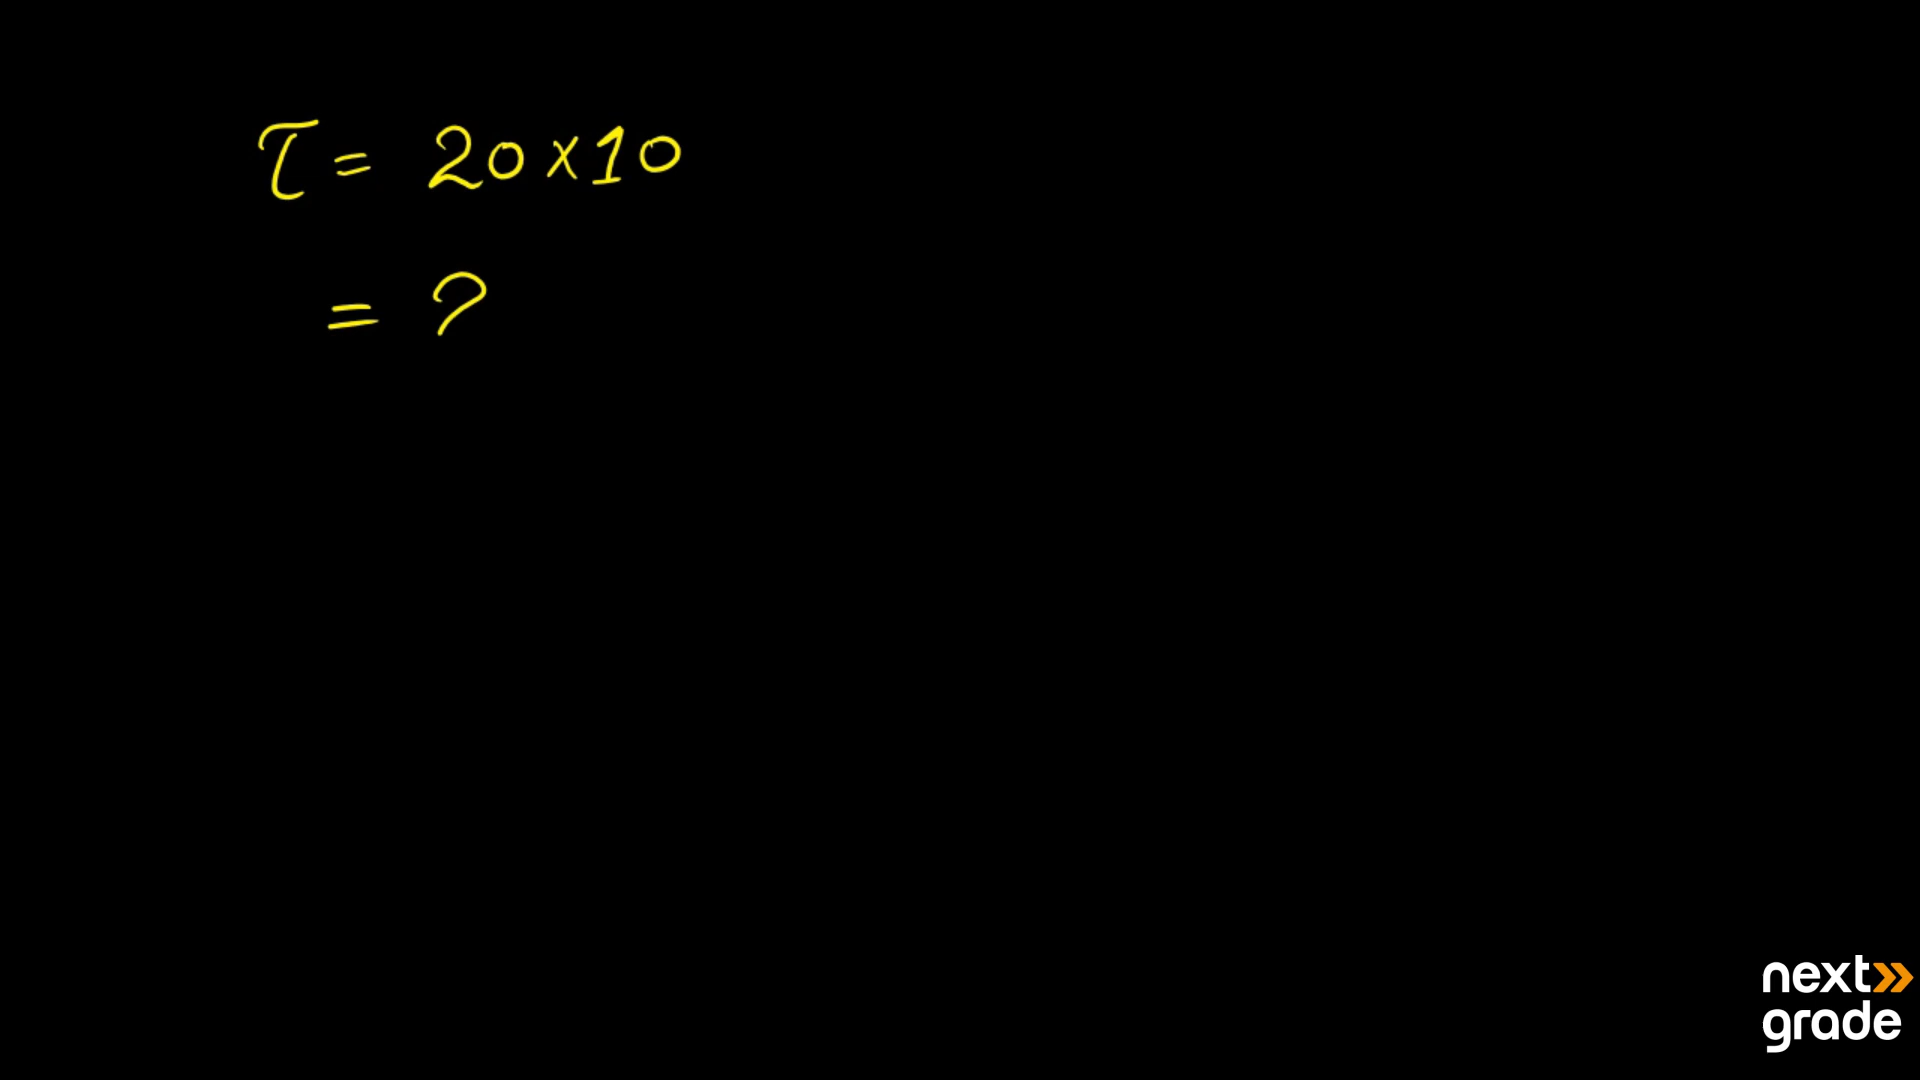 τ = 20×10
= ?
next
grade